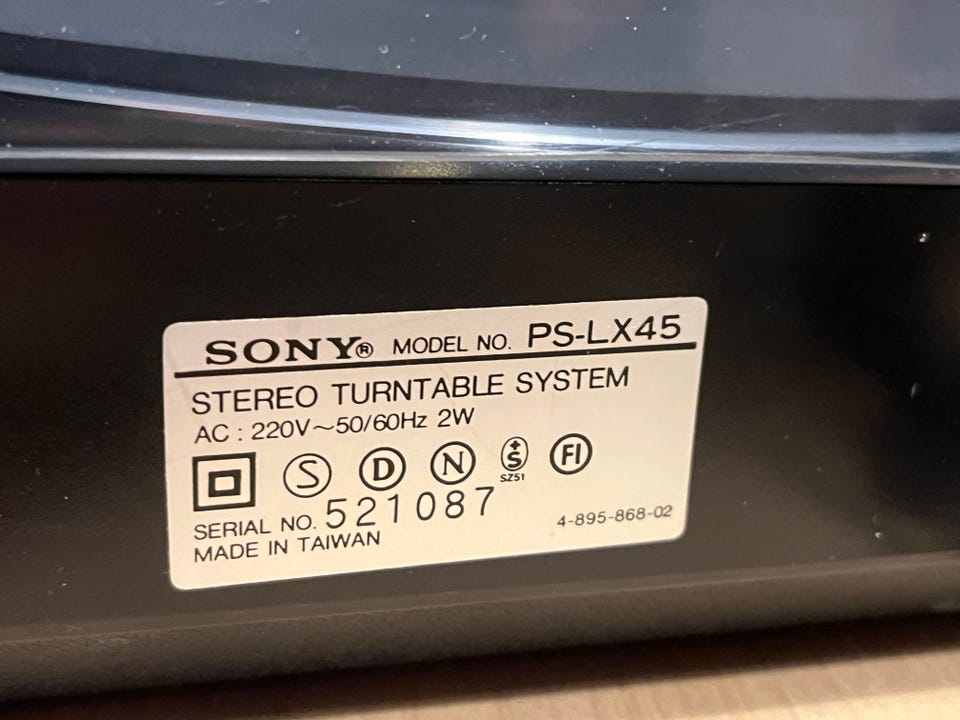 SONY® MODEL NO. PS-LX45
STEREO TURNTABLE SYSTEM
AC : 220V~50/60Hz 2W
S D N S FI
SZ51
SERIAL NO. 521087
4-895-868-02
MADE IN TAIWAN